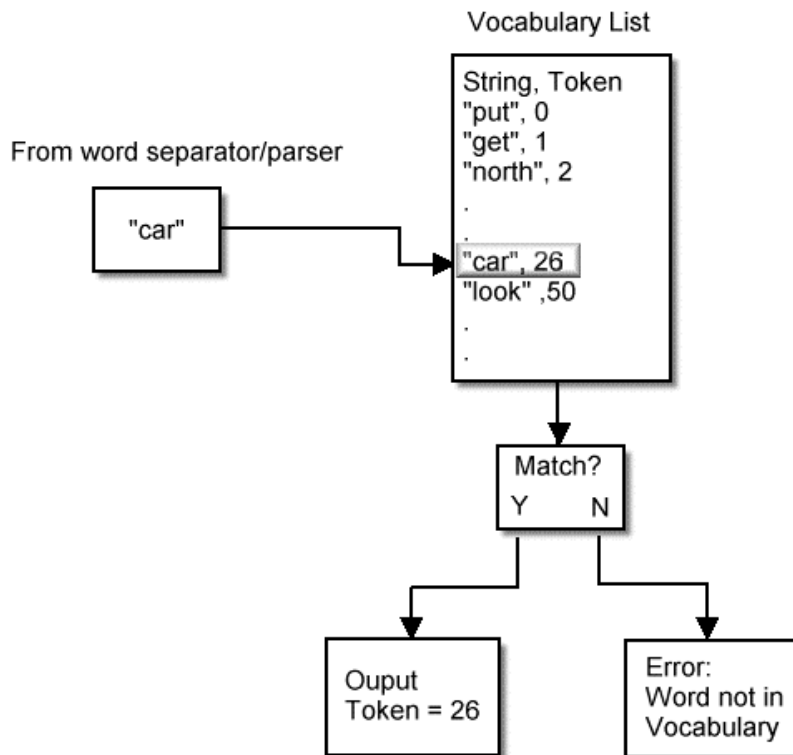 Vocabulary List
String, Token
"put", 0
"get", 1
"north", 2
.
.
"car", 26
"look" ,50
.
.
From word separator/parser
"car"
Match?
Y N
Ouput
Token = 26
Error:
Word not in
Vocabulary